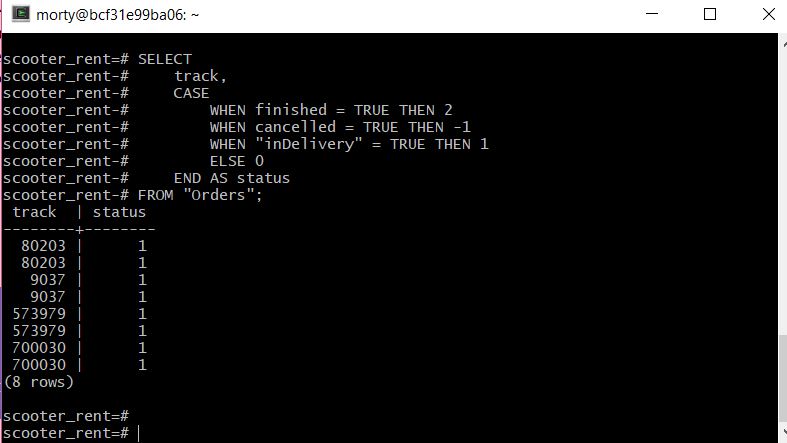 morty@bcf31e99ba06: ~
scooter_rent=# SELECT
scooter_rent-#     track,
scooter_rent-#     CASE
scooter_rent-#         WHEN finished = TRUE THEN 2
scooter_rent-#         WHEN cancelled = TRUE THEN -1
scooter_rent-#         WHEN "inDelivery" = TRUE THEN 1
scooter_rent-#         ELSE 0
scooter_rent-#     END AS status
scooter_rent-# FROM "Orders";
 track  | status
--------+--------
  80203 |      1
  80203 |      1
   9037 |      1
   9037 |      1
 573979 |      1
 573979 |      1
 700030 |      1
 700030 |      1
(8 rows)
scooter_rent=#
scooter_rent=#